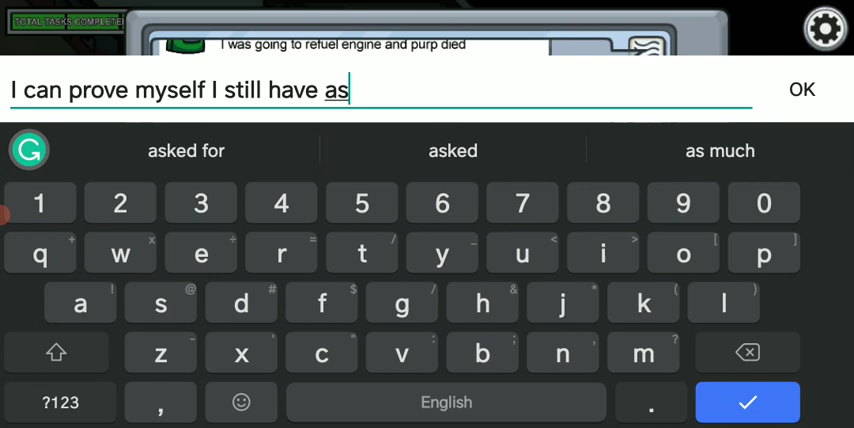 TOTAL TASKS COMPLETE
I was going to refuel engine and purp died
I can prove myself I still have as
OK
asked for
asked
as much
1 2 3 4 5 6 7 8 9 0
q + w x e ÷ r = t / y _ u < i > o [ p ]
a ! s @ d # f $ g / h & j * k ( l )
z - x ' c " v : b ; n , m ?
?123 , English .